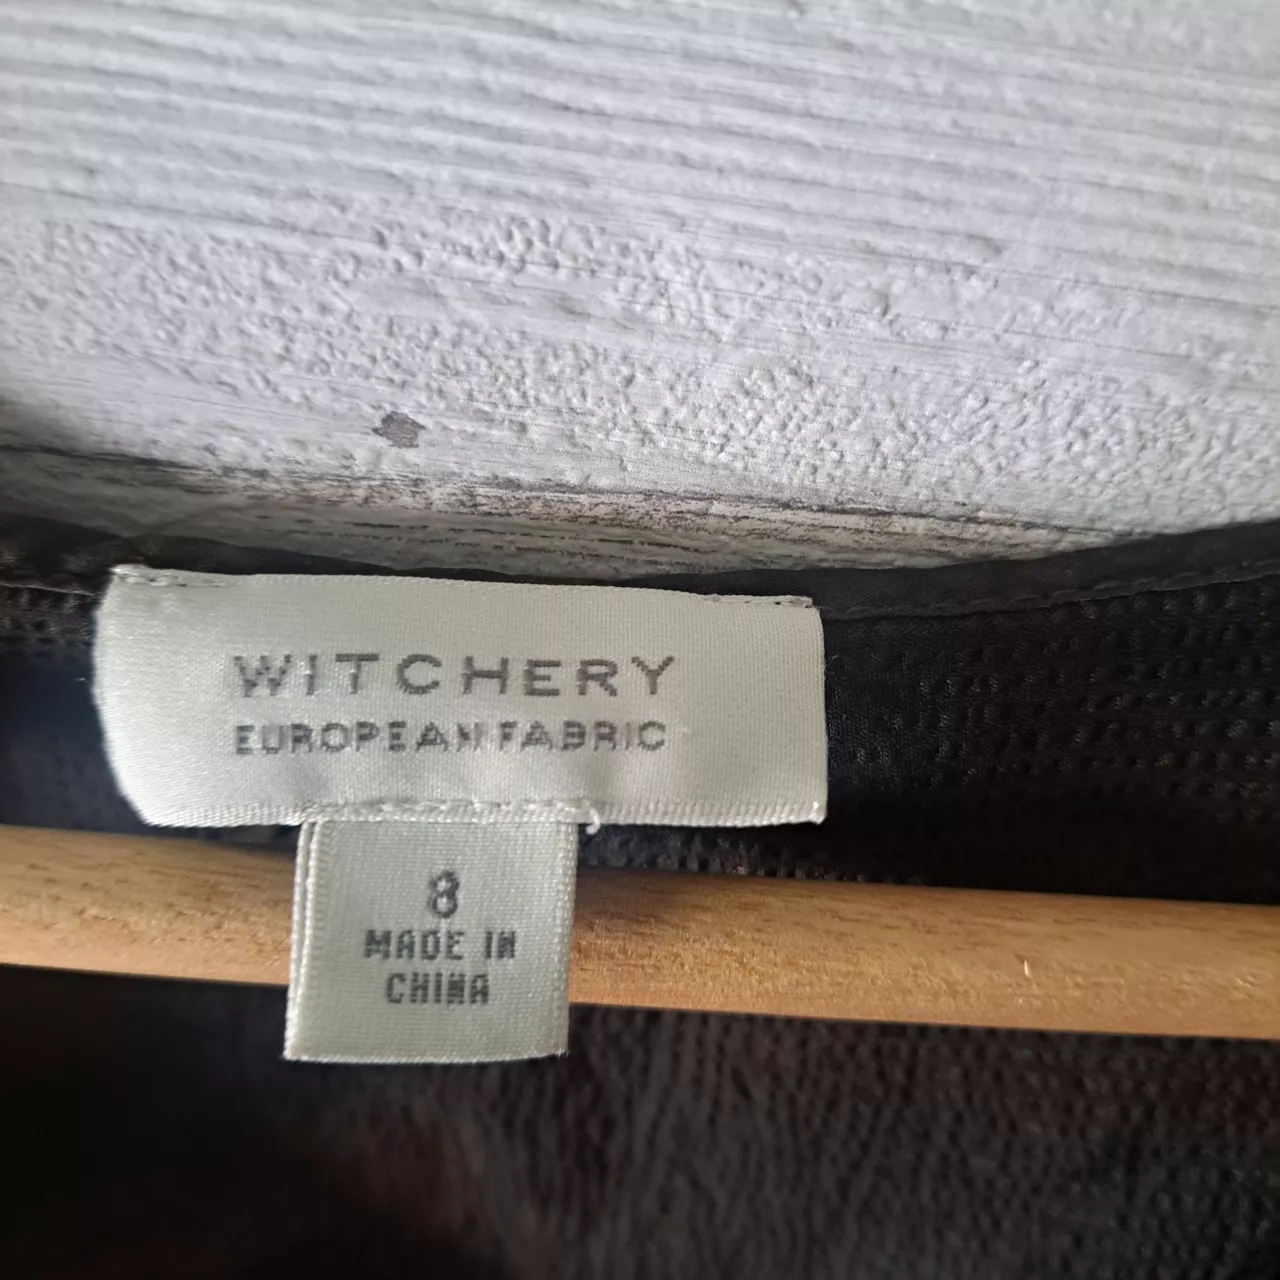 WITCHERY
EUROPEAN FABRIC
8
MADE IN
CHINA